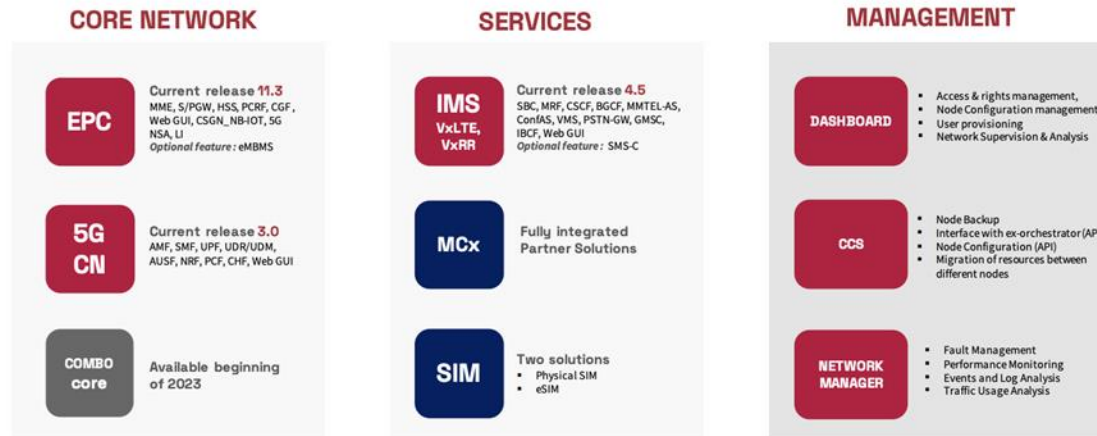 CORE NETWORK
EPC
Current release 11.3
MME, S/PGW, HSS, PCRF, CGF,
Web GUI, CSGN_NB-IOT, 5G
NSA, LI
Optional feature : eMBMS
5G
CN
Current release 3.0
AMF, SMF, UPF, UDR/UDM,
AUSF, NRF, PCF, CHF, Web GUI
COMBO
core
Available beginning
of 2023
SERVICES
IMS
VxLTE,
VxRR
Current release 4.5
SBC, MRF, CSCF, BGCF, MMTEL-AS,
ConfAS, VMS, PSTN-GW, GMSC,
IBCF, Web GUI
Optional feature : SMS-C
MCx
Fully integrated
Partner Solutions
SIM
Two solutions
▪ Physical SIM
▪ eSIM
MANAGEMENT
DASHBOARD
▪ Access & rights management,
▪ Node Configuration management
▪ User provisioning
▪ Network Supervision & Analysis
CCS
▪ Node Backup
▪ Interface with ex-orchestrator (AP
▪ Node Configuration (API)
▪ Migration of resources between
different nodes
NETWORK
MANAGER
▪ Fault Management
▪ Performance Monitoring
▪ Events and Log Analysis
▪ Traffic Usage Analysis